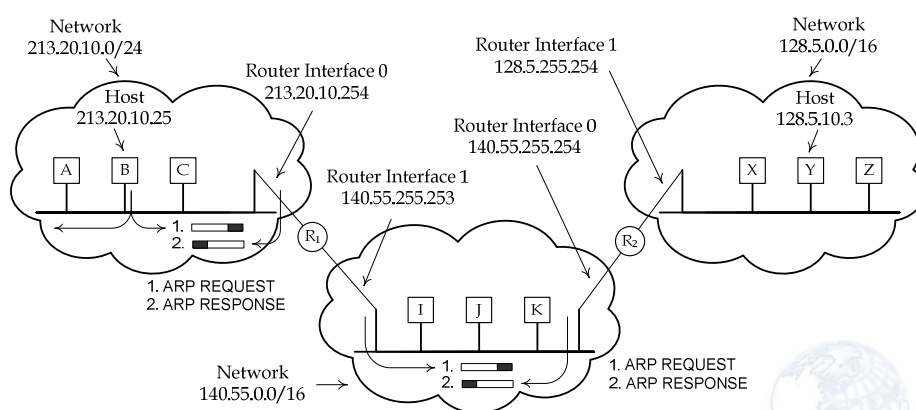 Network
213.20.10.0/24
Host
213.20.10.25
Router Interface 0
213.20.10.254
A
B
C
1.
2.
1. ARP REQUEST
2. ARP RESPONSE
R1
Router Interface 1
140.55.255.253
Router Interface 0
140.55.255.254
Router Interface 1
128.5.255.254
Network
128.5.0.0/16
Host
128.5.10.3
X
Y
Z
R2
I
J
K
1.
2.
1. ARP REQUEST
2. ARP RESPONSE
Network
140.55.0.0/16